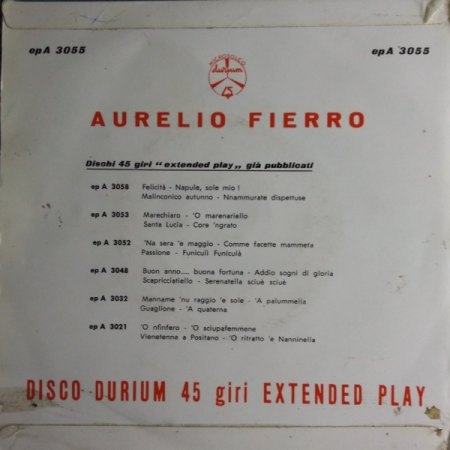 epA 3055
epA 3055
MICROSOLCO
durium
45
AURELIO FIERRO
Dischi 45 giri “extended play„ già pubblicati
ep A 3058 Felicità - Napule, sole mio !
Malinconico autunno - Nnammurate dispettuse
ep A 3053 Marechiaro - 'O marenariello
Santa Lucia - Core 'ngrato
ep A 3052 'Na sera 'e maggio - Comme facette mammeta
Passione - Funiculì Funiculà
ep A 3048 Buon anno.... buona fortuna - Addio sogni di gloria
Scapricciatiello - Serenatella sciuè sciuè
ep A 3032 Manname 'nu raggio 'e sole - 'A palummella
Guaglione - 'A quaterna
ep A 3021 'O nfinfero - 'O sciupafemmene
Vienetenne a Positano - 'O ritratto 'e Nanninella
DISCO DURIUM 45 giri EXTENDED PLAY